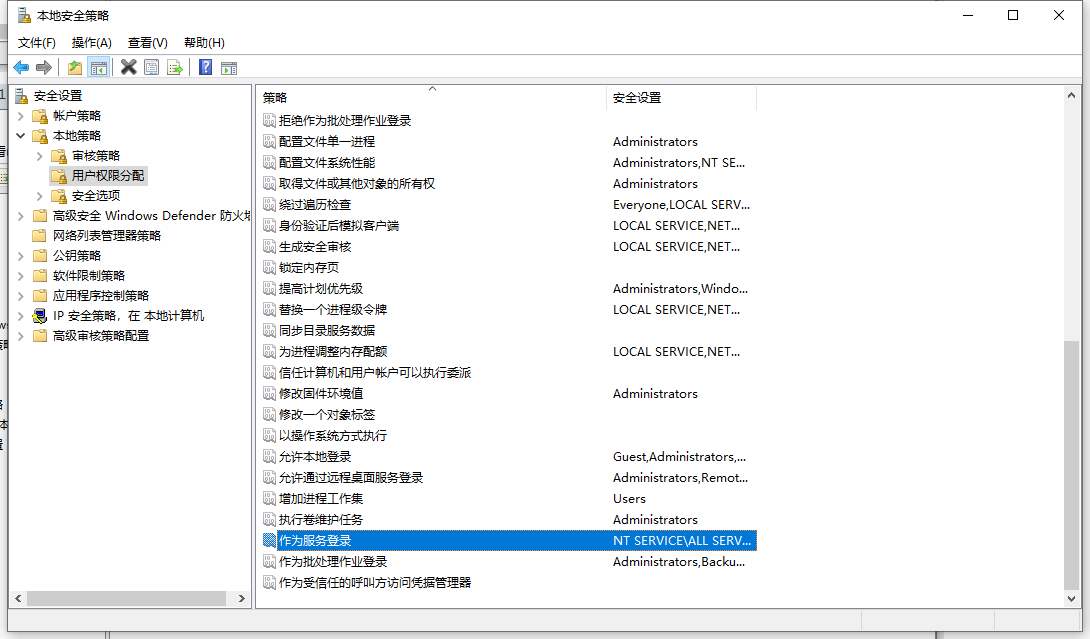 本地安全策略
文件(F) 操作(A) 查看(V) 帮助(H)
安全设置
帐户策略
本地策略
审核策略
用户权限分配
安全选项
高级安全 Windows Defender 防火墙
网络列表管理器策略
公钥策略
软件限制策略
应用程序控制策略
IP 安全策略，在 本地计算机
高级审核策略配置
策略 安全设置
拒绝作为批处理作业登录
配置文件单一进程 Administrators
配置文件系统性能 Administrators,NT SE...
取得文件或其他对象的所有权 Administrators
绕过遍历检查 Everyone,LOCAL SERV...
身份验证后模拟客户端 LOCAL SERVICE,NET...
生成安全审核 LOCAL SERVICE,NET...
锁定内存页
提高计划优先级 Administrators,Windo...
替换一个进程级令牌 LOCAL SERVICE,NET...
同步目录服务数据
为进程调整内存配额 LOCAL SERVICE,NET...
信任计算机和用户帐户可以执行委派
修改固件环境值 Administrators
修改一个对象标签
以操作系统方式执行
允许本地登录 Guest,Administrators,...
允许通过远程桌面服务登录 Administrators,Remot...
增加进程工作集 Users
执行卷维护任务 Administrators
作为服务登录 NT SERVICE\ALL SERV...
作为批处理作业登录 Administrators,Backu...
作为受信任的呼叫方访问凭据管理器